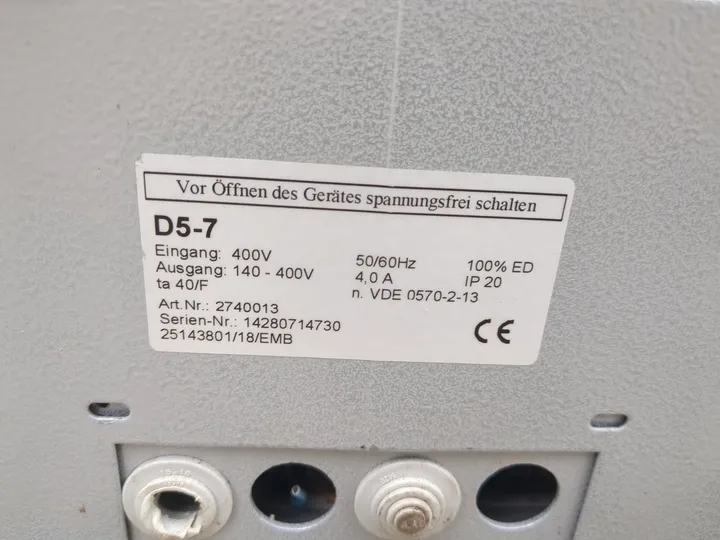 Vor Öffnen des Gerätes spannungsfrei schalten
D5-7
Eingang: 400V 50/60Hz 100% ED
Ausgang: 140 - 400V 4,0 A IP 20
ta 40/F n. VDE 0570-2-13
Art.Nr.: 2740013
Serien-Nr.: 14280714730
25143801/18/EMB
CE